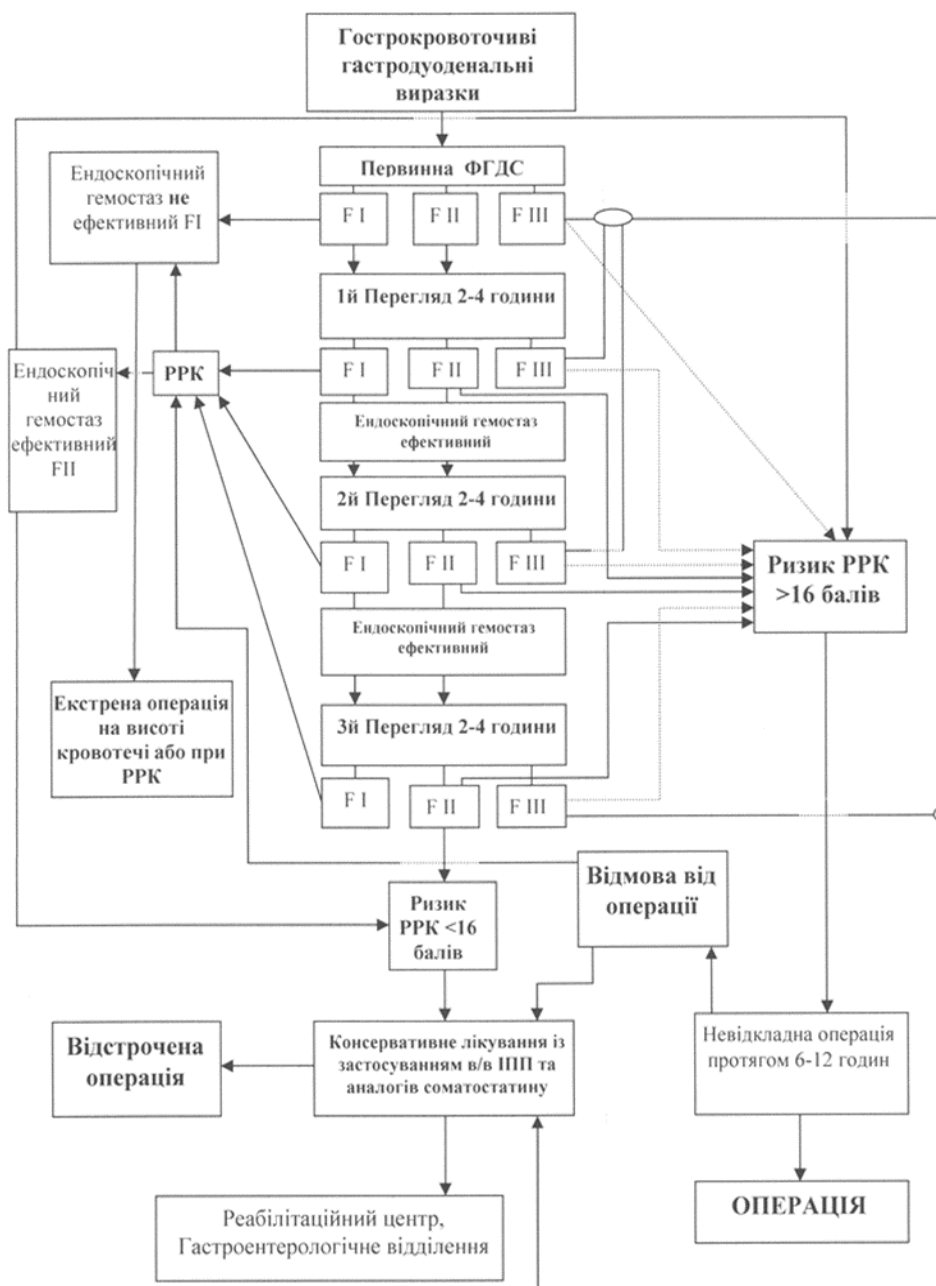 Гострокровоточиві
гастродуоденальні
виразки
Первинна ФГДС
Ендоскопічний
гемостаз не
ефективний FI
F I
F II
F III
1й Перегляд 2-4 години
Ендоскопіч
ний
гемостаз
ефективний
FII
РРК
F I
F II
F III
Ендоскопічний гемостаз
ефективний
2й Перегляд 2-4 години
F I
F II
F III
Ризик РРК
>16 балів
Ендоскопічний гемостаз
ефективний
Екстрена операція
на висоті
кровотечі або при
РРК
3й Перегляд 2-4 години
F I
F II
F III
Відмова від
операції
Ризик
РРК <16
балів
Відстрочена
операція
Консервативне лікування із
застосуванням в/в ІПП та
аналогів соматостатину
Невідкладна операція
протягом 6-12 годин
Реабілітаційний центр,
Гастроентерологічне відділення
ОПЕРАЦІЯ